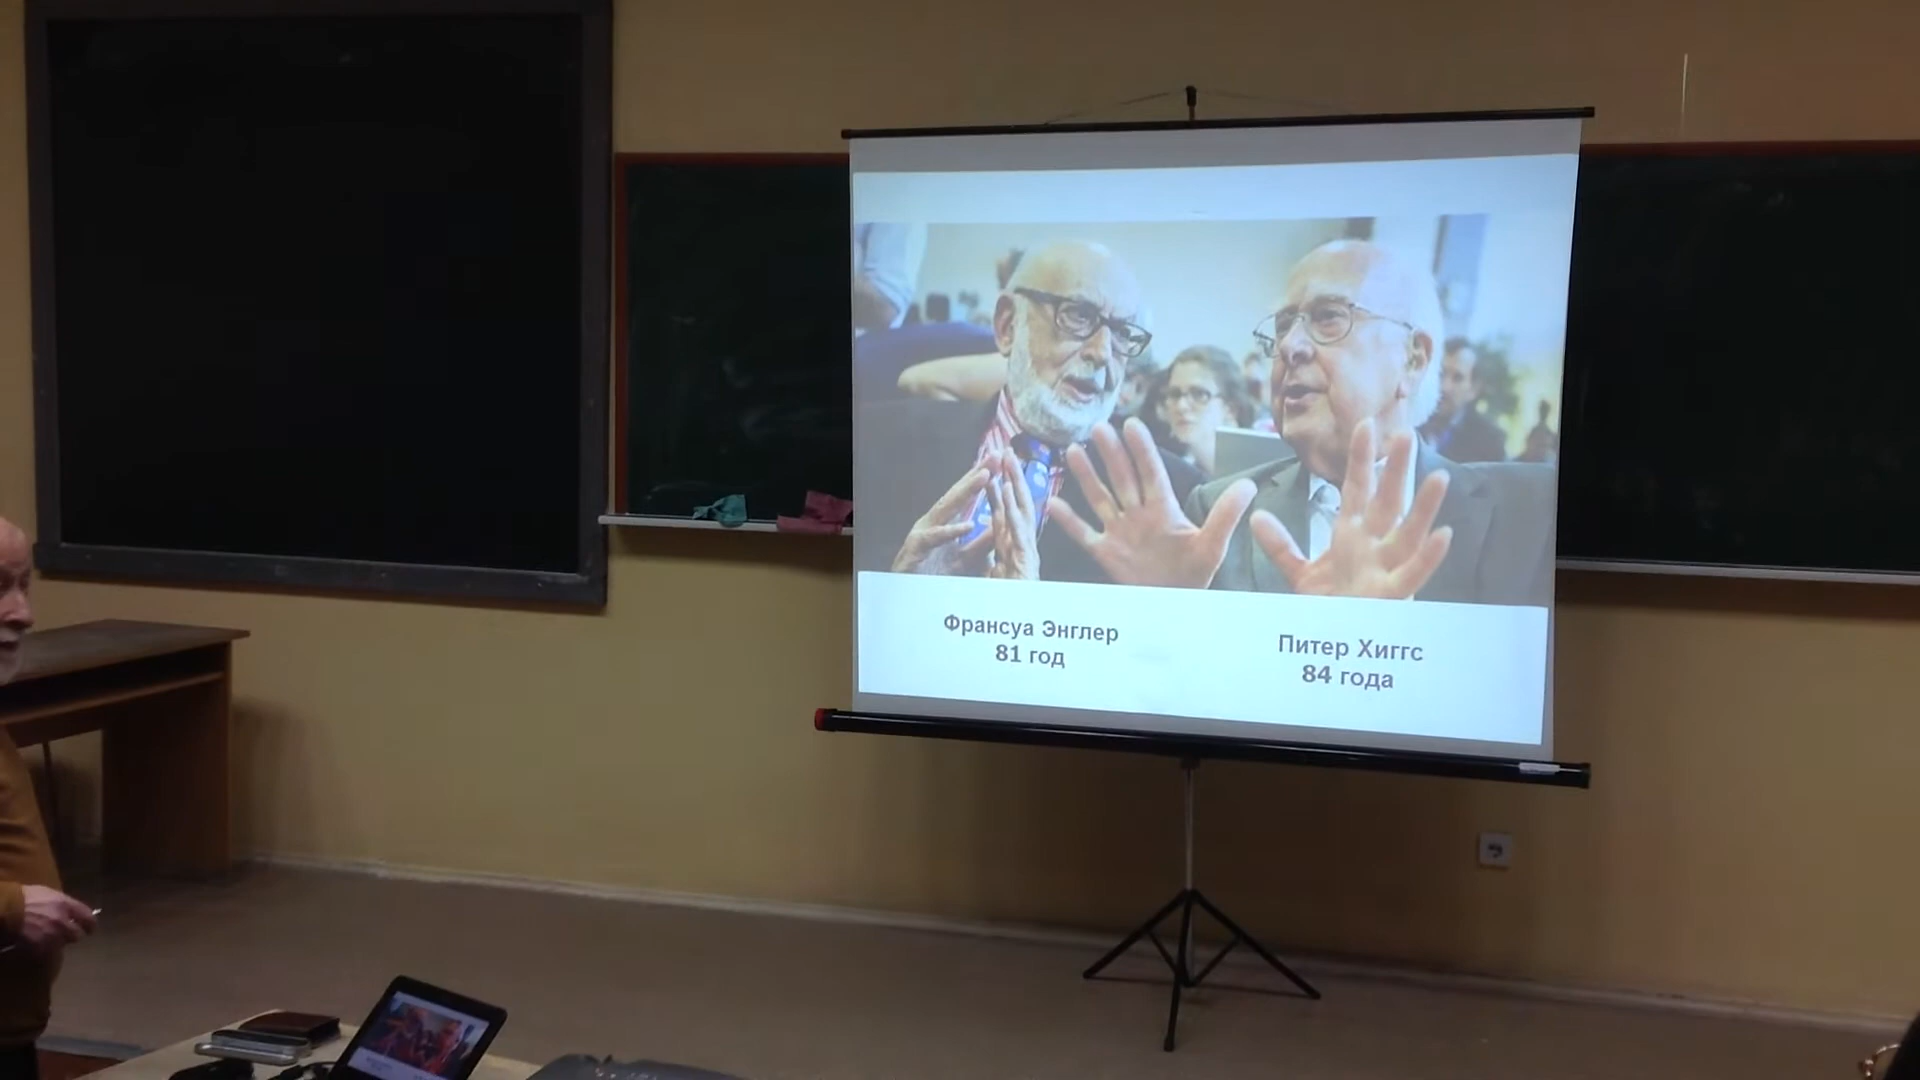 Франсуа Энглер
81 год
Питер Хиггс
84 года